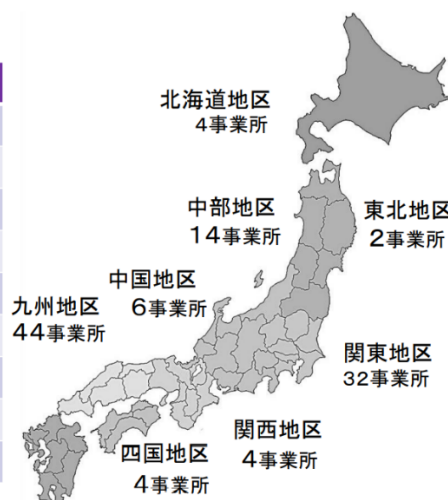 北海道地区
4事業所
中部地区
14事業所
東北地区
2事業所
中国地区
6事業所
九州地区
44事業所
関東地区
32事業所
関西地区
4事業所
四国地区
4事業所